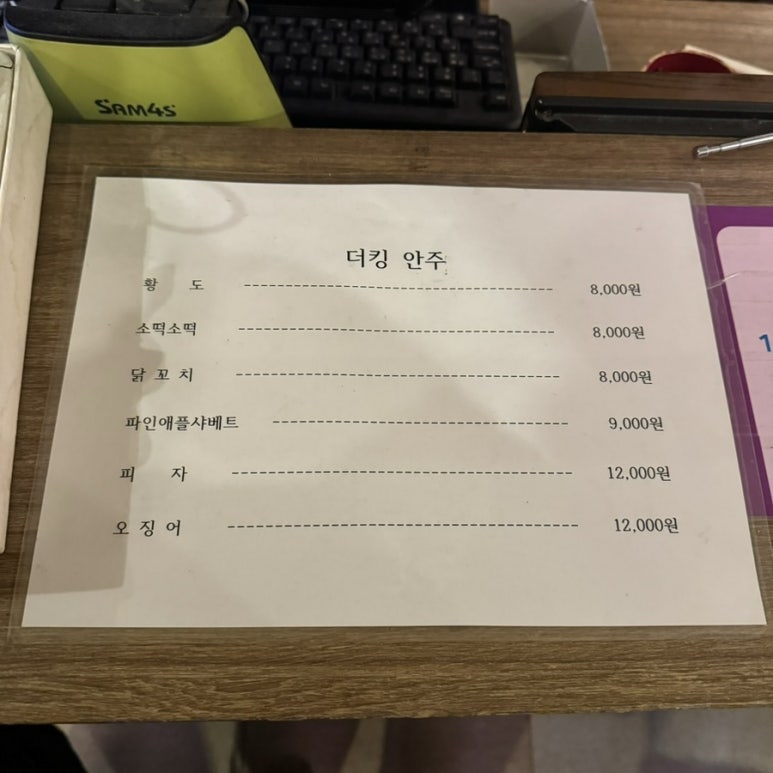 SAM4S
더킹 안주
황 도 ---------------------------------------- 8,000원
소떡소떡 ---------------------------------------- 8,000원
닭 꼬 치 ---------------------------------------- 8,000원
파인애플샤베트 ------------------------------------ 9,000원
피 자 ------------------------------------------ 12,000원
오 징 어 ------------------------------------------ 12,000원